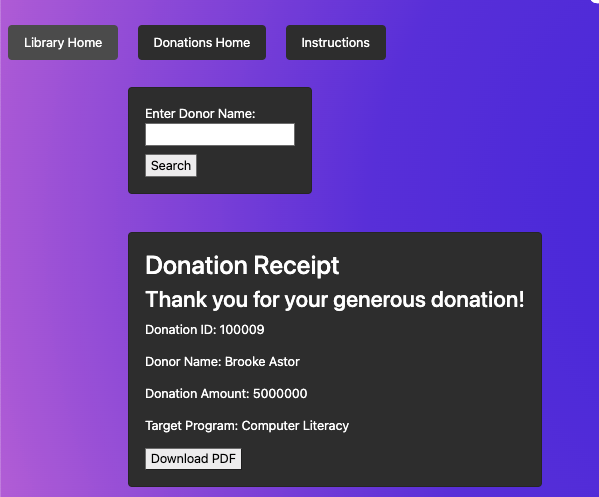 Library Home Donations Home Instructions
Enter Donor Name:
Search
Donation Receipt
Thank you for your generous donation!
Donation ID: 100009
Donor Name: Brooke Astor
Donation Amount: 5000000
Target Program: Computer Literacy
Download PDF